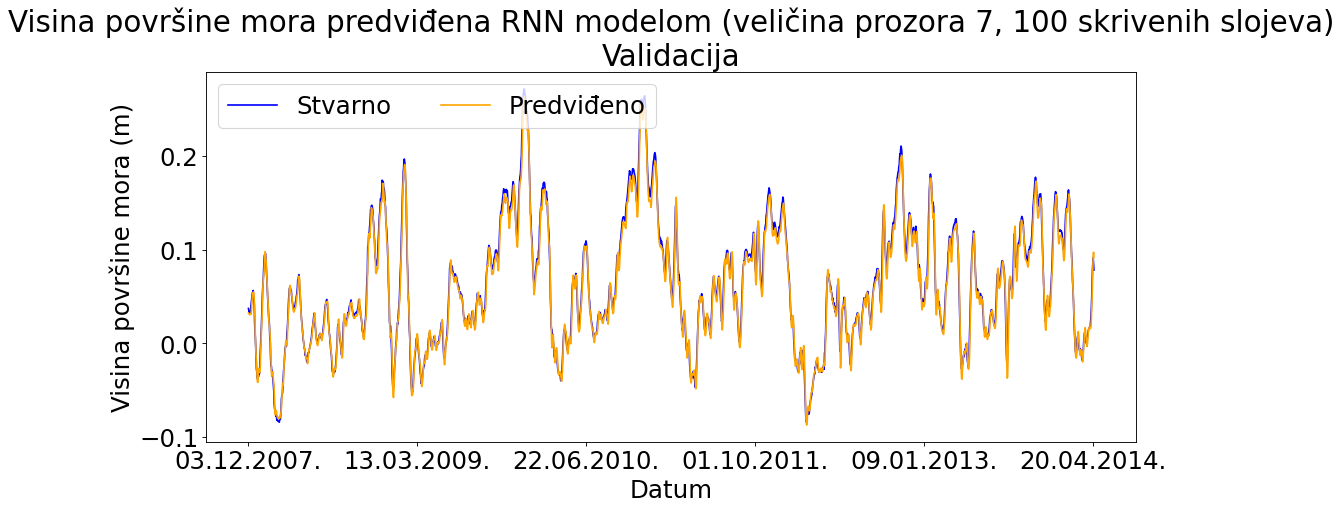 Visina površine mora predviđena RNN modelom (veličina prozora 7, 100 skrivenih slojeva)
Validacija
Stvarno Predviđeno
Visina površine mora (m)
0.2
0.1
0.0
−0.1
03.12.2007. 13.03.2009. 22.06.2010. 01.10.2011. 09.01.2013. 20.04.2014.
Datum